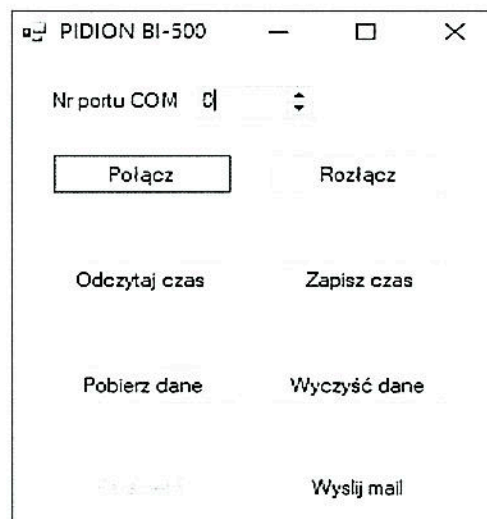 PIDION BI-500
Nr portu COM 0
Połącz Rozłącz
Odczytaj czas Zapisz czas
Pobierz dane Wyczyść dane
Wyslij mail